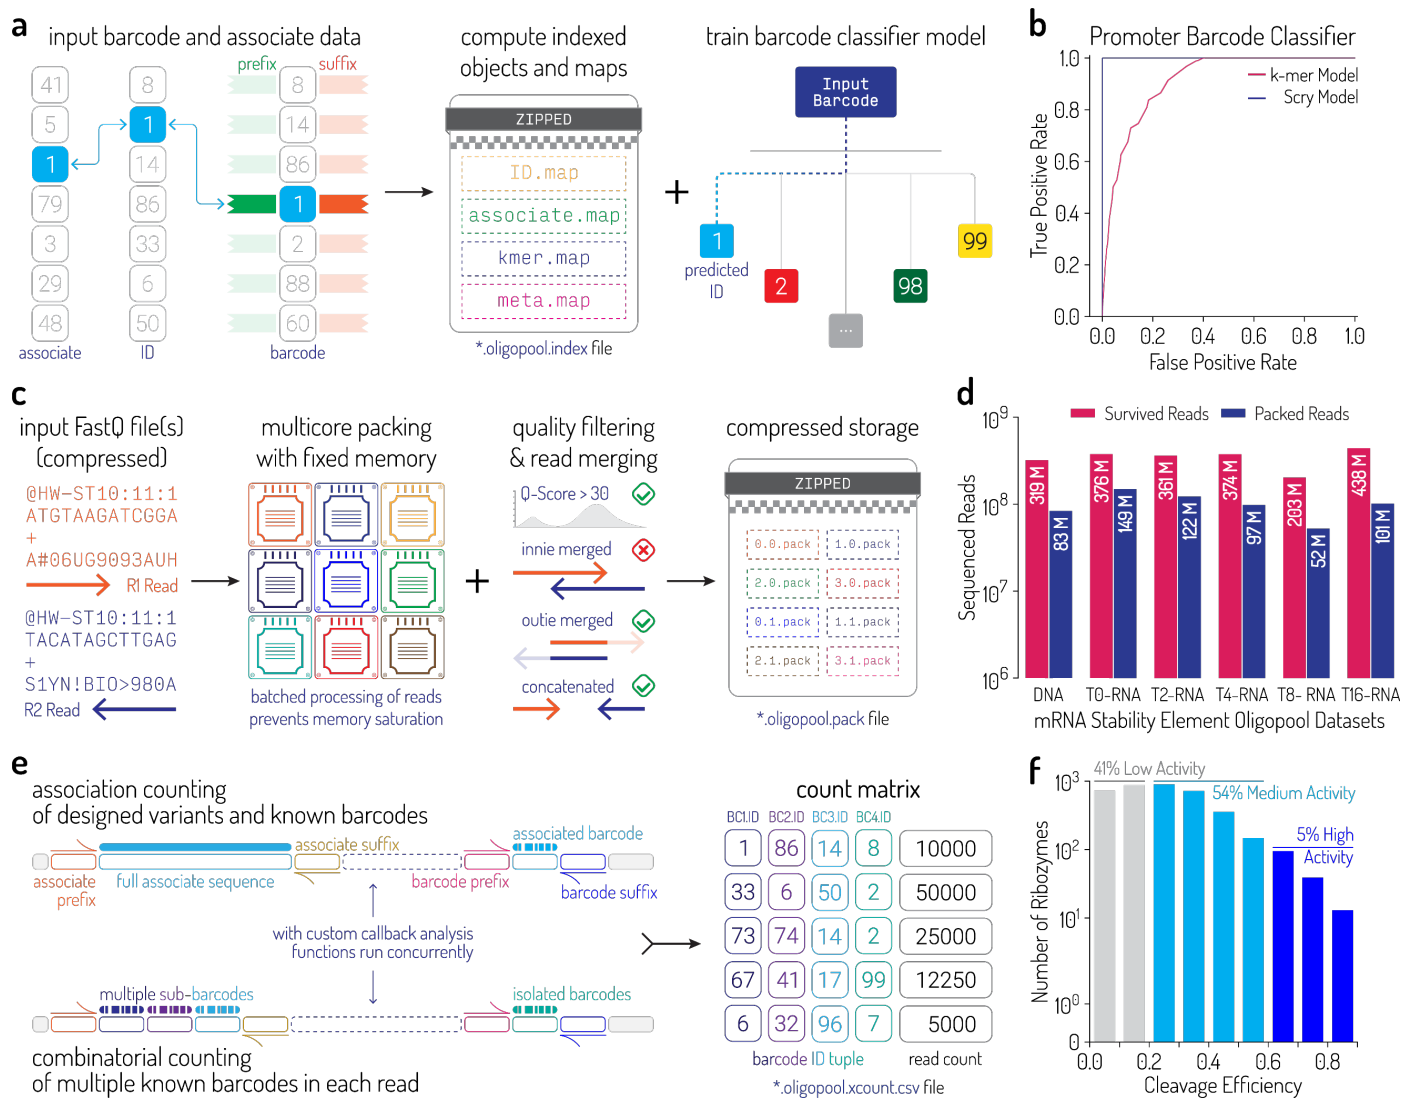 a
input barcode and associate data
prefix
suffix
41
5
1
79
3
29
48
associate
8
1
14
86
33
6
50
ID
8
14
86
1
2
88
60
barcode
compute indexed
objects and maps
ZIPPED
ID.map
associate.map
kmer.map
meta.map
*.oligopool.index file
+
train barcode classifier model
Input
Barcode
1
predicted
ID
2
...
98
99
b
Promoter Barcode Classifier
k-mer Model
Scry Model
True Positive Rate
1.0
0.8
0.6
0.4
0.2
0.0
0.0
0.2
0.4
0.6
0.8
1.0
False Positive Rate
c
input FastQ file(s)
(compressed)
@HW-ST10:11:1
ATGTAAGATCGGA
+
A#06UG9093AUH
R1 Read
@HW-ST10:11:1
TACATAGCTTGAG
+
S1YN!BIO>980A
R2 Read
multicore packing
with fixed memory
batched processing of reads
prevents memory saturation
+
quality filtering
& read merging
Q-Score > 30
innie merged
outie merged
concatenated
compressed storage
ZIPPED
0.0.pack
1.0.pack
2.0.pack
3.0.pack
0.1.pack
1.1.pack
2.1.pack
3.1.pack
*.oligopool.pack file
d
Survived Reads
Packed Reads
Sequenced Reads
10⁹
10⁸
10⁷
10⁶
319 M
83 M
376 M
149 M
361 M
122 M
374 M
97 M
203 M
52 M
438 M
101 M
DNA
T0-RNA
T2-RNA
T4-RNA
T8- RNA
T16-RNA
mRNA Stability Element Oligopool Datasets
e
association counting
of designed variants and known barcodes
associate suffix
associated barcode
associate
prefix
full associate sequence
barcode prefix
barcode suffix
with custom callback analysis
functions run concurrently
multiple sub-barcodes
isolated barcodes
combinatorial counting
of multiple known barcodes in each read
count matrix
BC1.ID
BC2.ID
BC3.ID
BC4.ID
1 86 14 8 10000
33 6 50 2 50000
73 74 14 2 25000
67 41 17 99 12250
6 32 96 7 5000
barcode ID tuple
read count
*.oligopool.xcount.csv file
f
41% Low Activity
54% Medium Activity
5% High
Activity
Number of Ribozymes
10³
10²
10¹
10⁰
0
0.0
0.2
0.4
0.6
0.8
Cleavage Efficiency